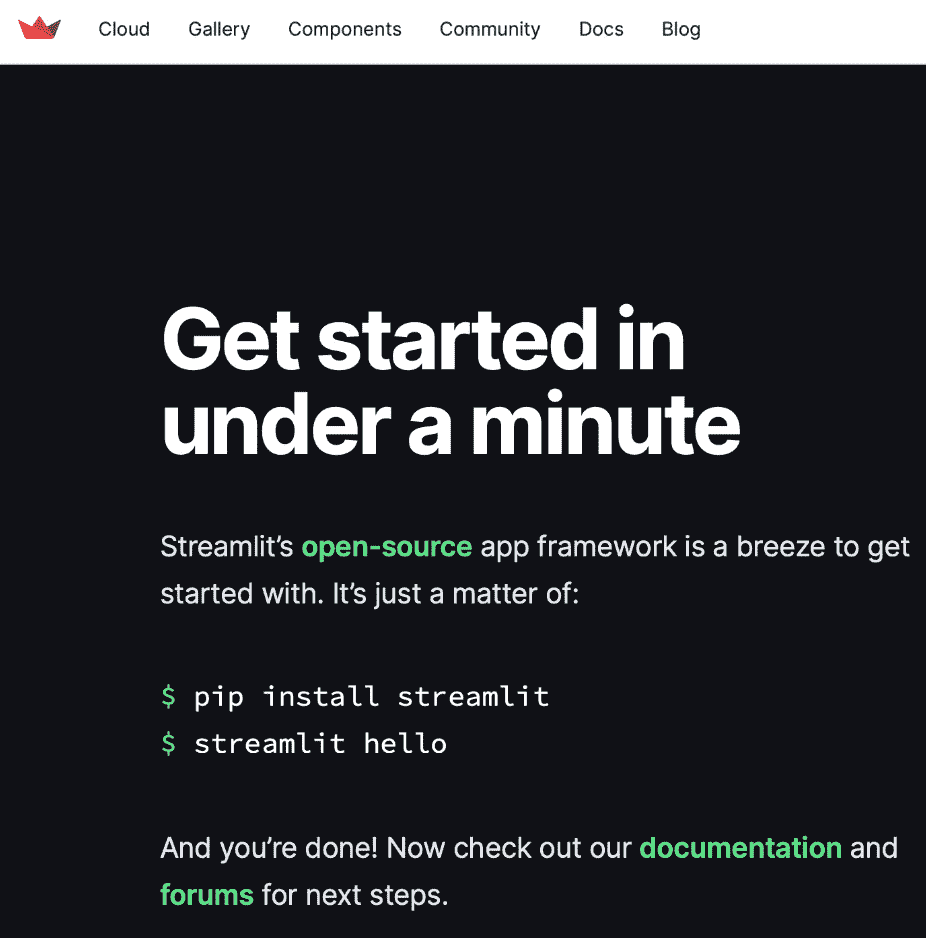 Cloud Gallery Components Community Docs Blog
Get started in
under a minute
Streamlit’s open-source app framework is a breeze to get
started with. It’s just a matter of:
$ pip install streamlit
$ streamlit hello
And you’re done! Now check out our documentation and
forums for next steps.